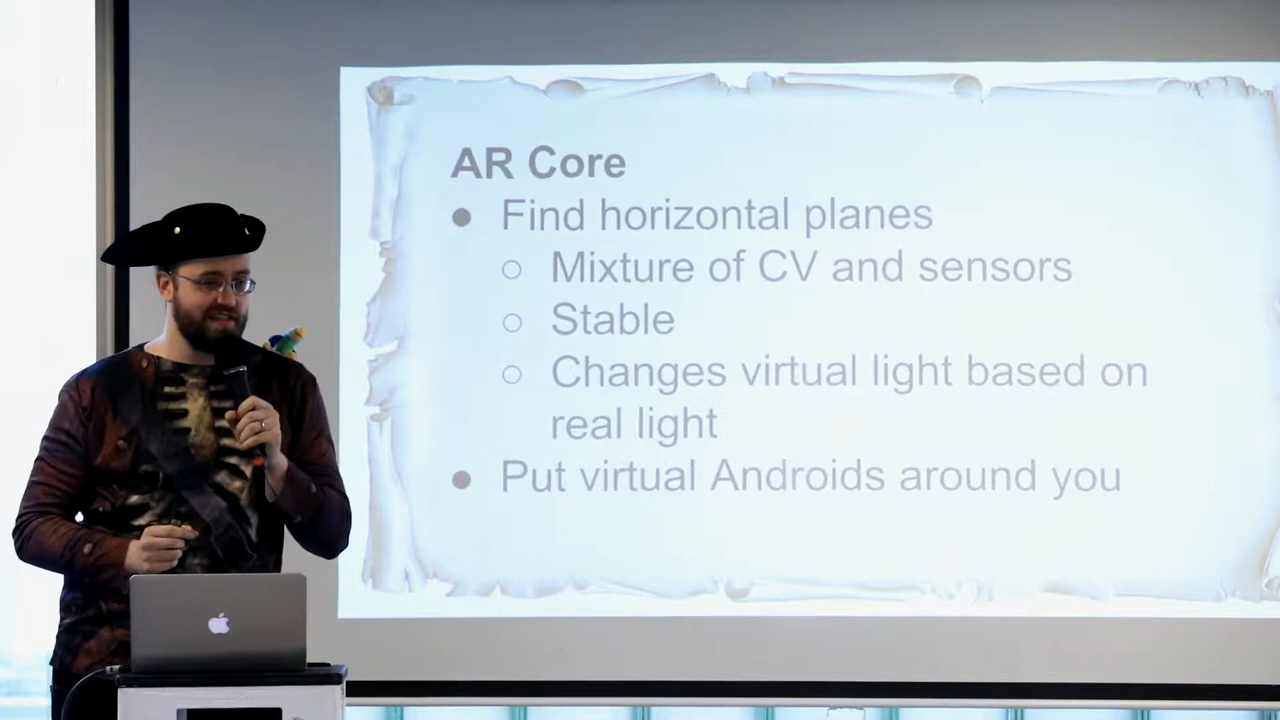 AR Core
● Find horizontal planes
○ Mixture of CV and sensors
○ Stable
○ Changes virtual light based on
real light
● Put virtual Androids around you